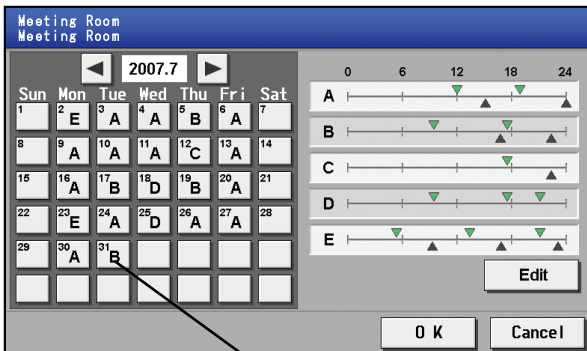 Meeting Room
Meeting Room
2007.7
Sun Mon Tue Wed Thu Fri Sat
1 2 E 3 A 4 A 5 B 6 A 7
8 9 A 10 A 11 A 12 C 13 A 14
15 16 A 17 B 18 D 19 B 20 A 21
22 23 E 24 A 25 D 26 A 27 A 28
29 30 A 31 B
0 6 12 18 24
A
B
C
D
E
Edit
O K Cancel